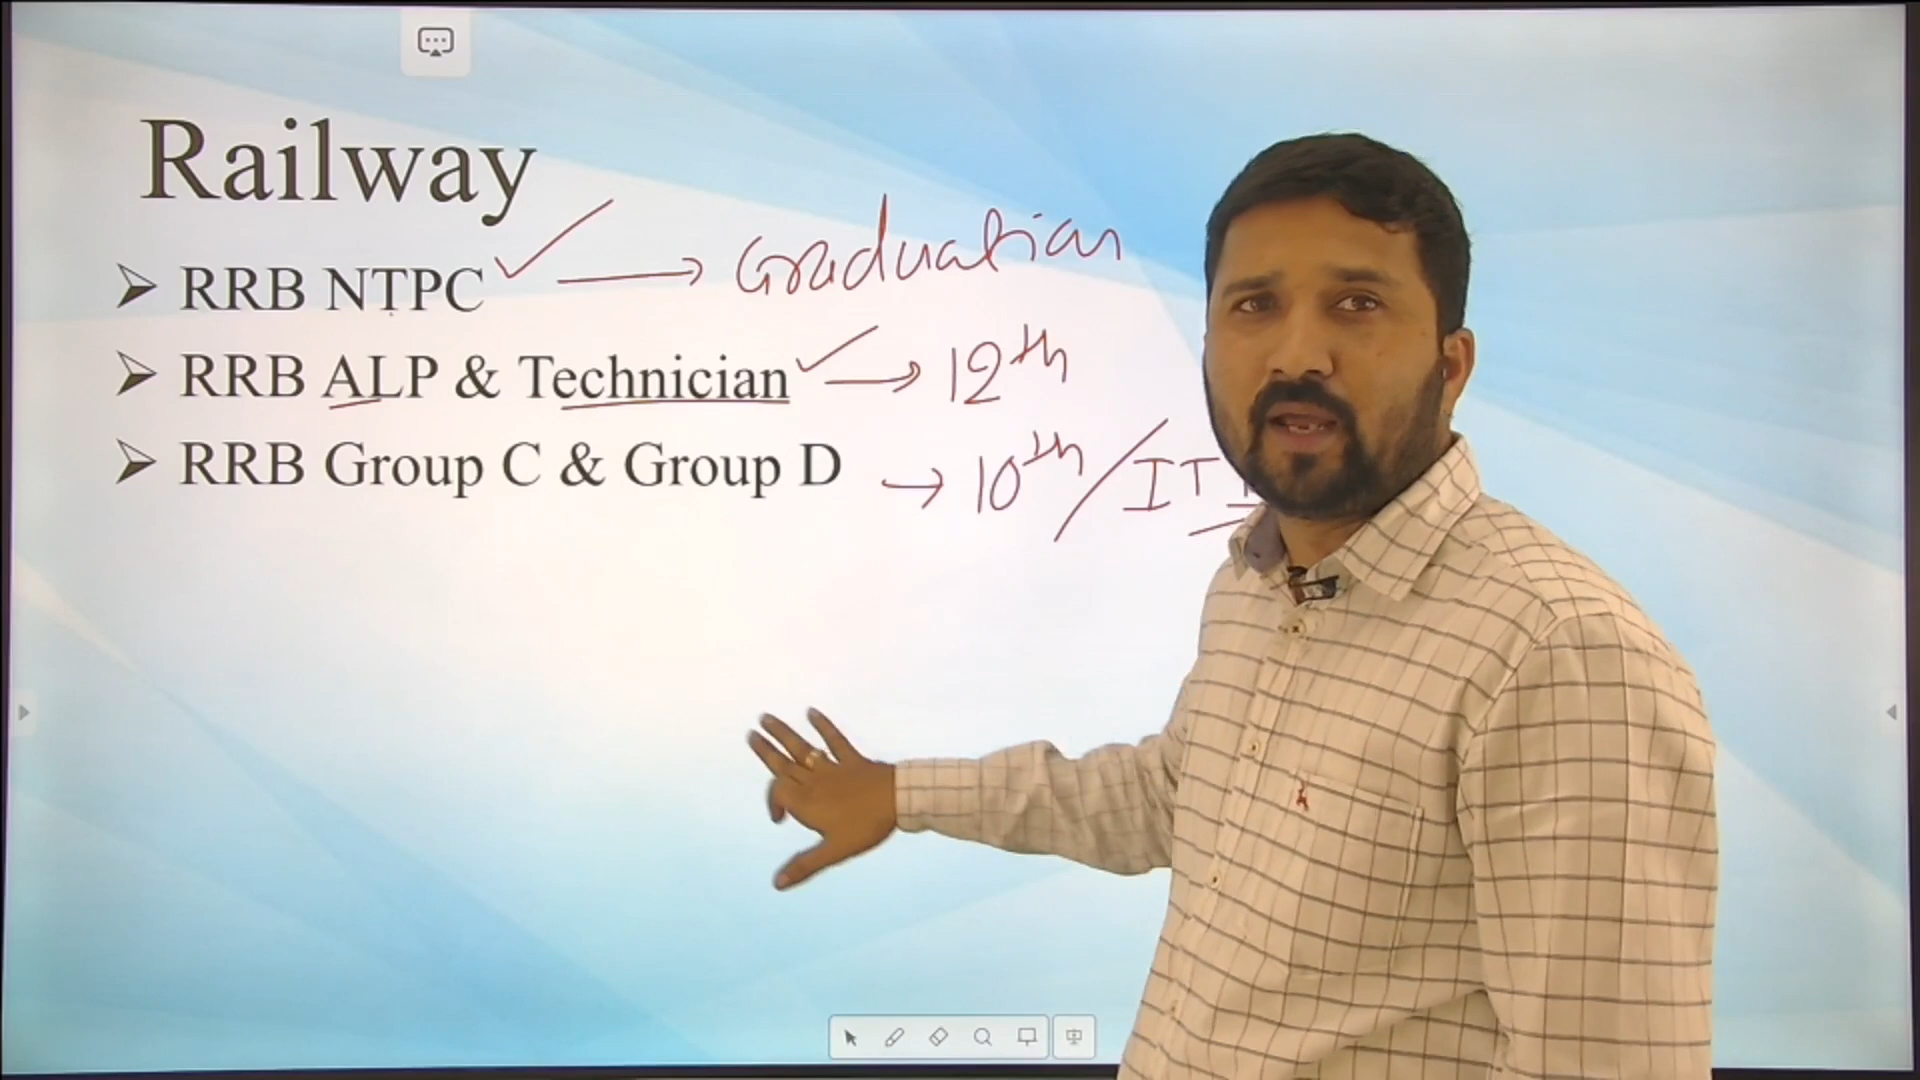 Railway
➢ RRB NTPC ✓ → Graduation
➢ RRB ALP & Technician ✓ → 12th
➢ RRB Group C & Group D → 10th / IT